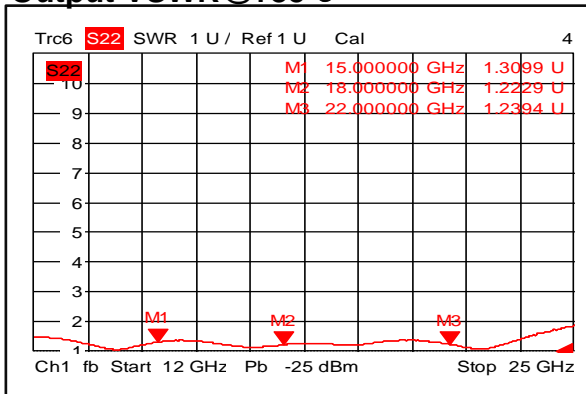 Trc6 S22 SWR 1 U / Ref 1 U Cal 4
S22
M1 15.000000 GHz 1.3099 U
M2 18.000000 GHz 1.2229 U
M3 22.000000 GHz 1.2394 U
10
9
8
7
6
5
4
3
2
1
M1 M2 M3
Ch1 fb Start 12 GHz Pb -25 dBm Stop 25 GHz